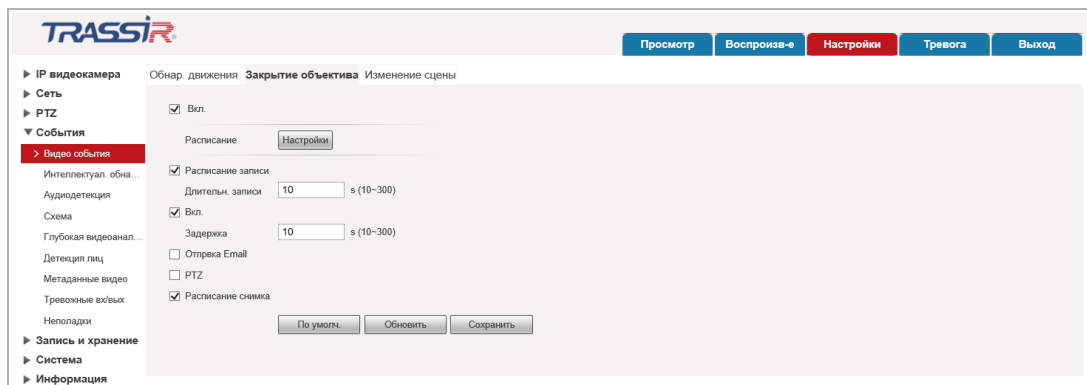 TRASSIR
Просмотр Воспроизв-е Настройки Тревога Выход
IP видеокамера
Сеть
PTZ
События
Видео события
Интеллектуал. обна...
Аудиодетекция
Схема
Глубокая видеоанал...
Детекция лиц
Метаданные видео
Тревожные вх/вых
Неполадки
Запись и хранение
Система
Информация
Обнар. движения Закрытие объектива Изменение сцены
Вкл.
Расписание Настройки
Расписание записи
Длительн. записи 10 s (10~300)
Вкл.
Задержка 10 s (10~300)
Отпрвка Email
PTZ
Расписание снимка
По умолч. Обновить Сохранить